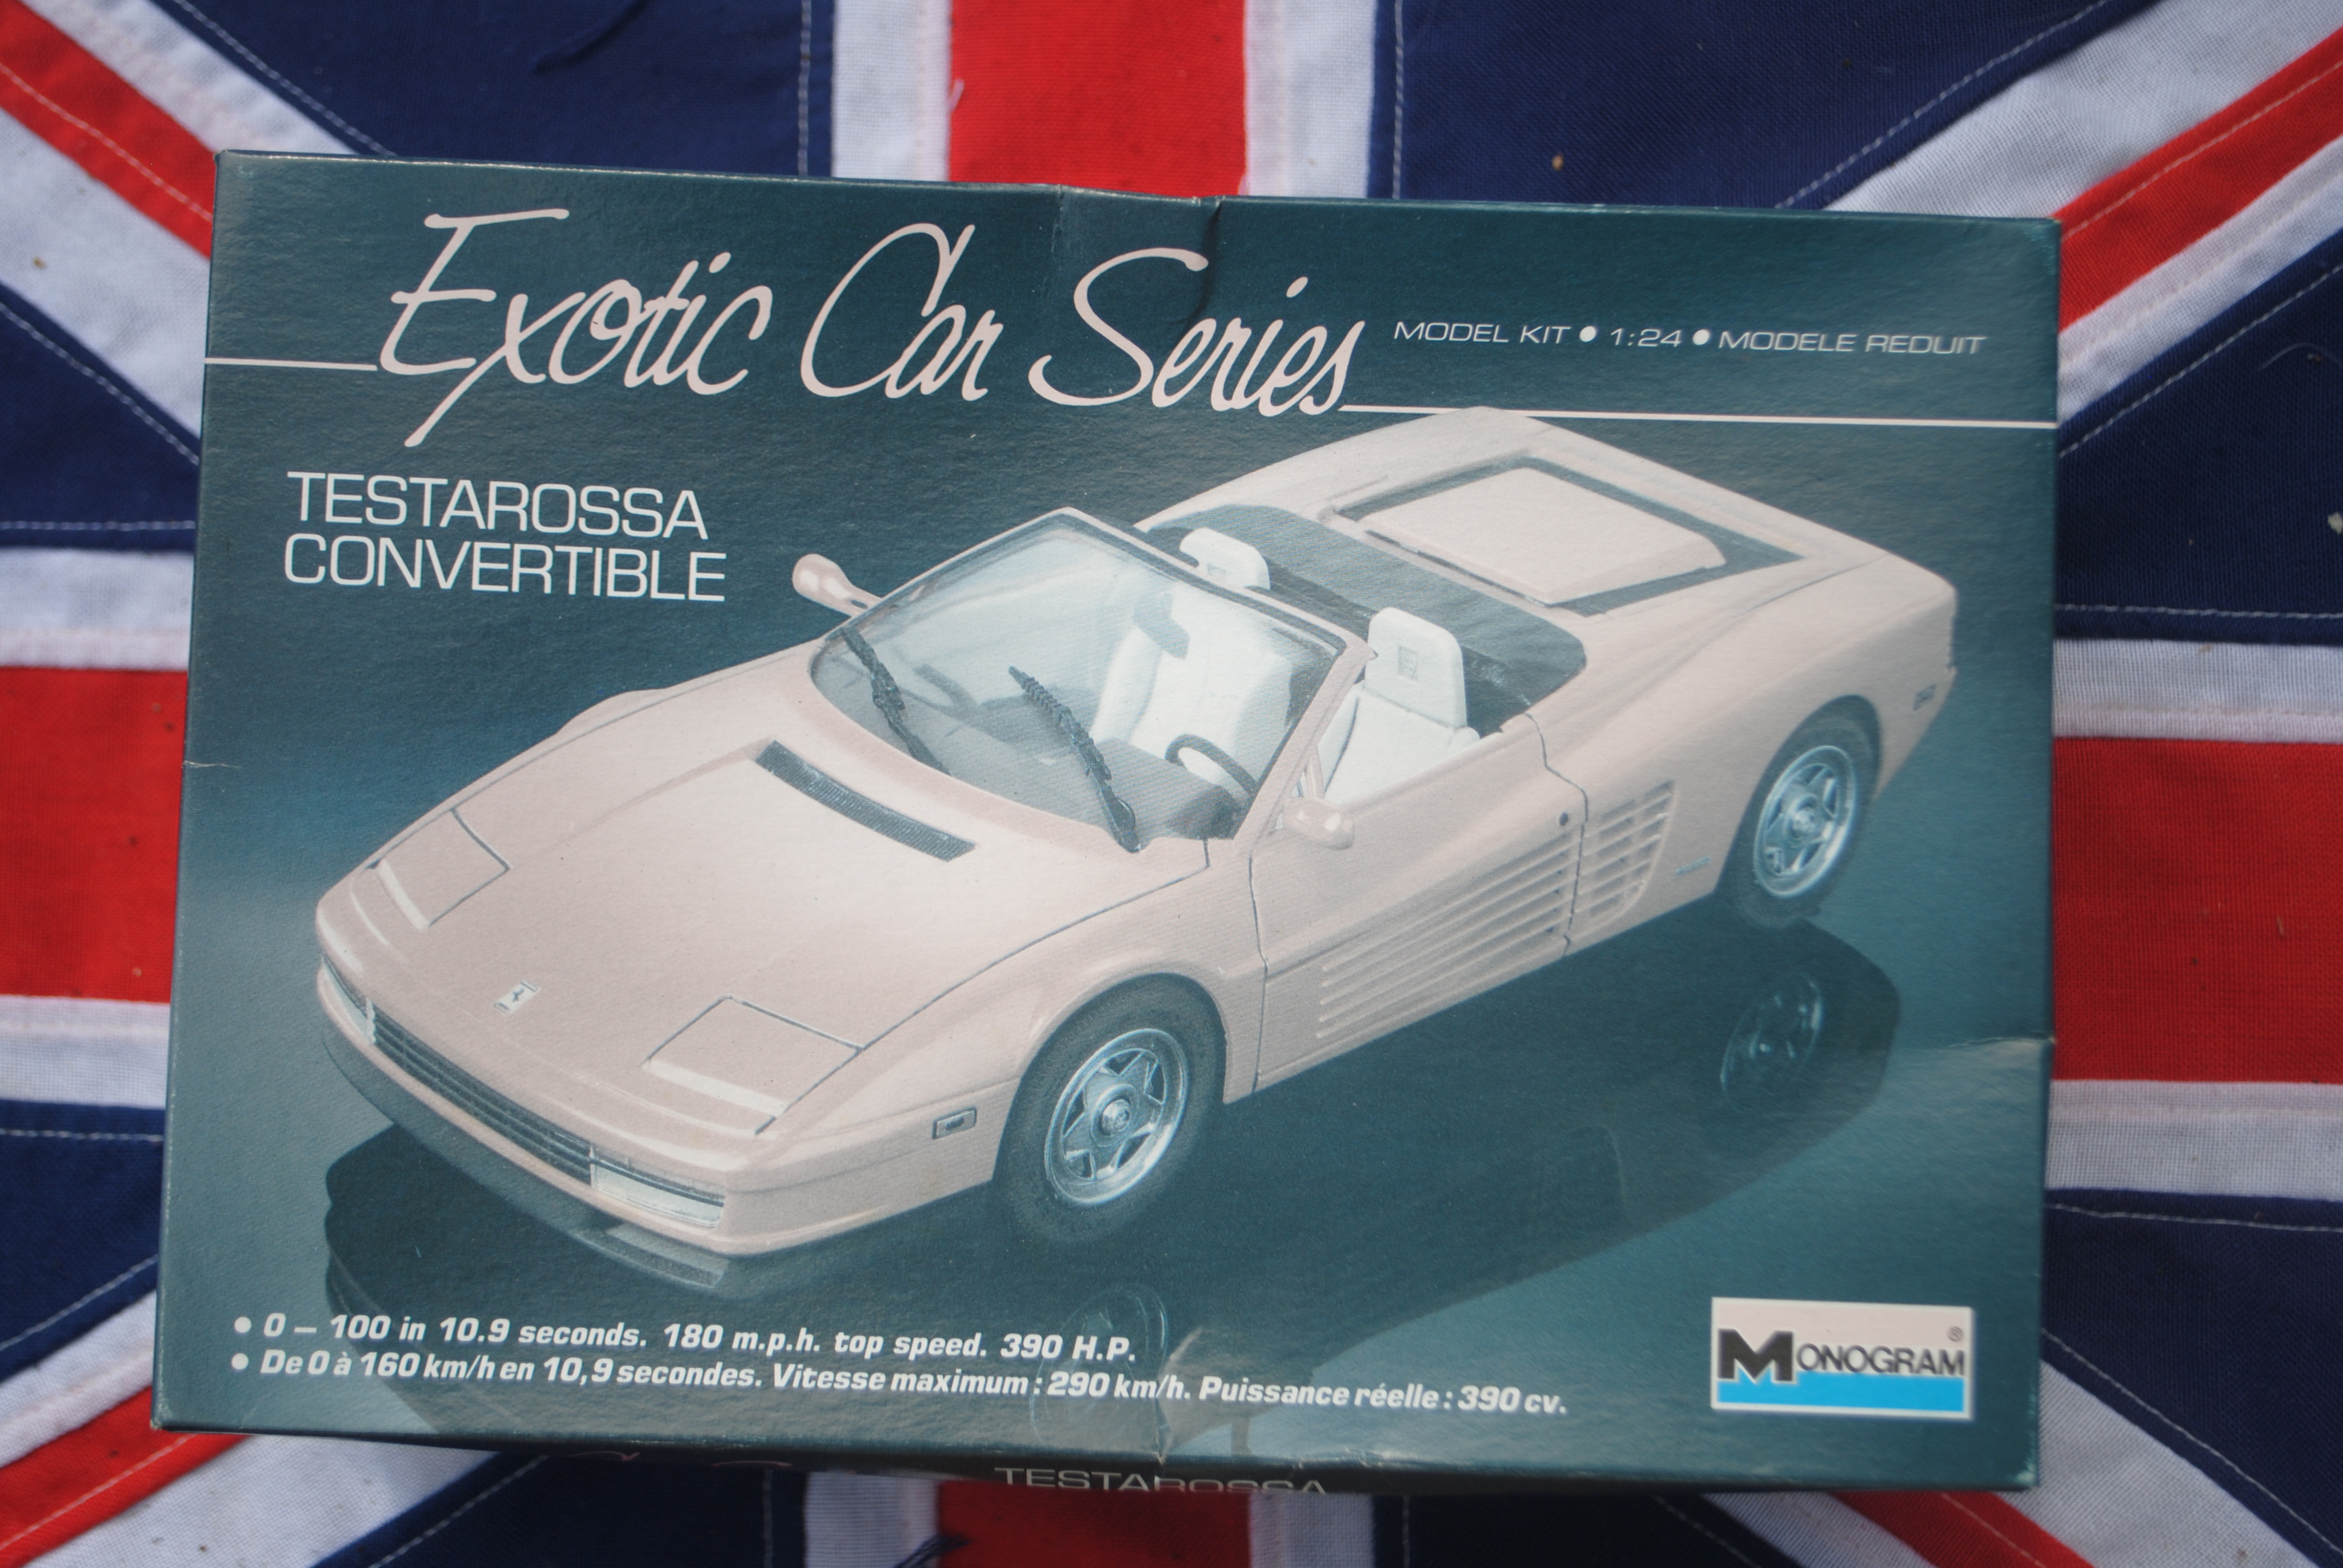 Exotic Car Series
MODEL KIT • 1:24 • MODELE REDUIT
TESTAROSSA
CONVERTIBLE
• 0 – 100 in 10.9 seconds. 180 m.p.h. top speed. 390 H.P.
• De 0 à 160 km/h en 10,9 secondes. Vitesse maximum : 290 km/h. Puissance réelle : 390 cv.
MONOGRAM ®
TESTAROSSA